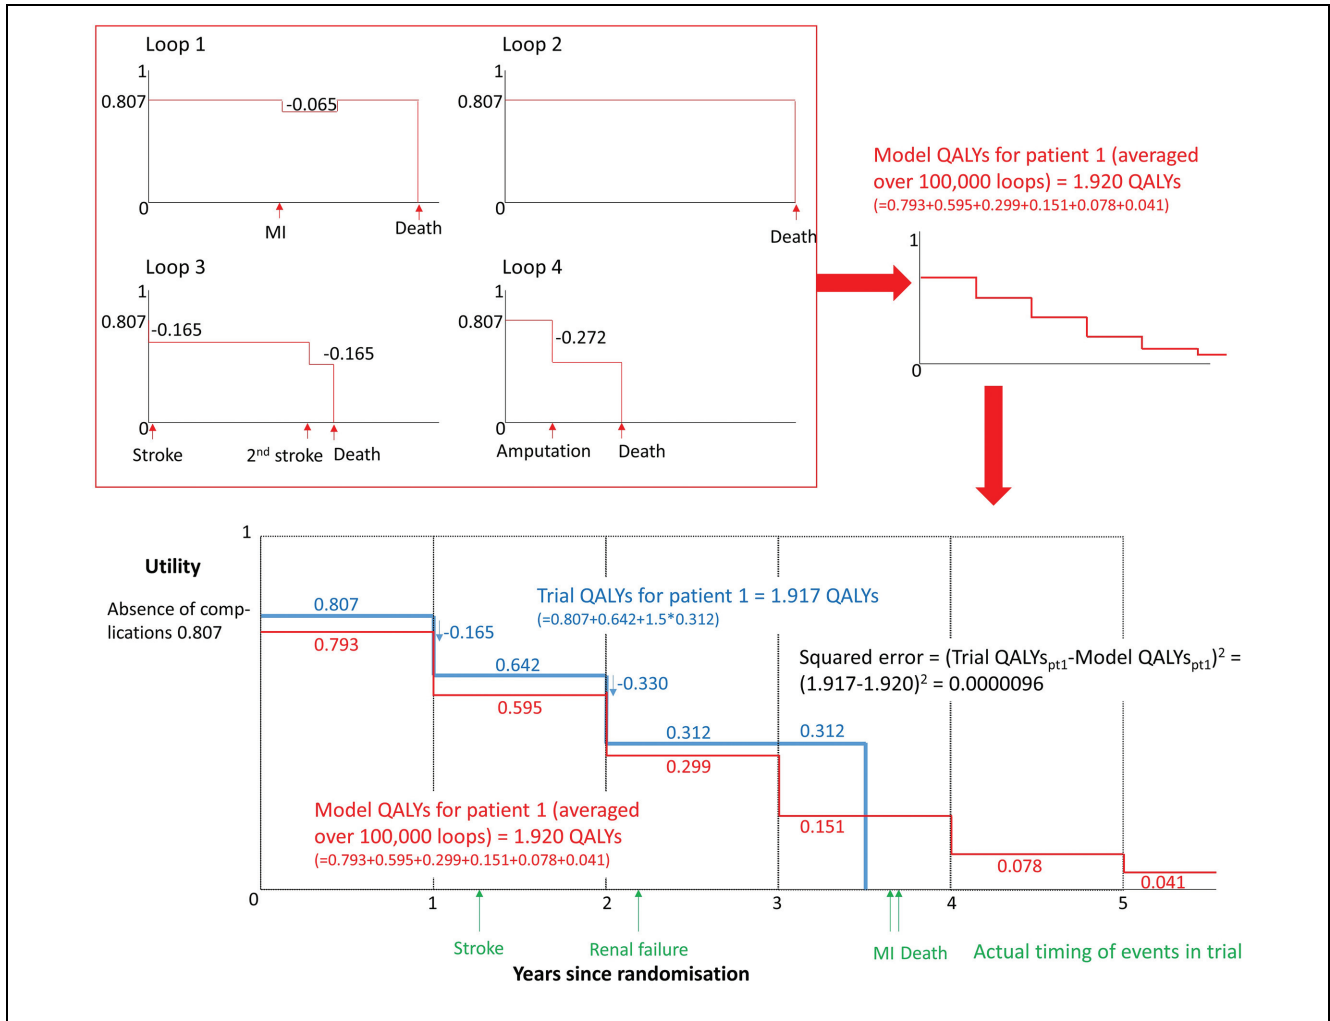 Loop 1
1
0.807
-0.065
0
MI
Death
Loop 2
1
0.807
0
Death
Loop 3
1
0.807
-0.165
-0.165
0
Stroke
2nd stroke
Death
Loop 4
1
0.807
-0.272
0
Amputation
Death
Model QALYs for patient 1 (averaged
over 100,000 loops) = 1.920 QALYs
(=0.793+0.595+0.299+0.151+0.078+0.041)
1
0
1
Utility
Absence of comp-
lications 0.807
0.807
0.793
-0.165
Trial QALYs for patient 1 = 1.917 QALYs
(=0.807+0.642+1.5*0.312)
0.642
0.595
-0.330
Squared error = (Trial QALYspt1-Model QALYspt1)2 =
(1.917-1.920)2 = 0.0000096
0.312
0.312
0.299
Model QALYs for patient 1 (averaged
over 100,000 loops) = 1.920 QALYs
(=0.793+0.595+0.299+0.151+0.078+0.041)
0.151
0.078
0.041
0
1
2
3
4
5
Stroke
Renal failure
MI Death
Actual timing of events in trial
Years since randomisation